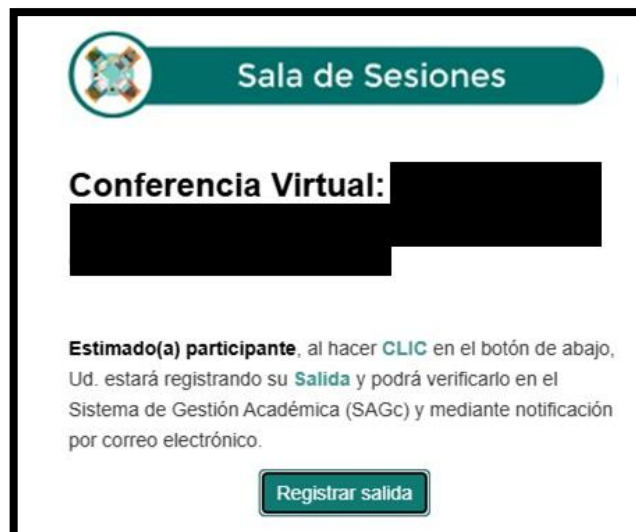 Sala de Sesiones
Conferencia Virtual:
Estimado(a) participante, al hacer CLIC en el botón de abajo,
Ud. estará registrando su Salida y podrá verificarlo en el
Sistema de Gestión Académica (SAGc) y mediante notificación
por correo electrónico.
Registrar salida